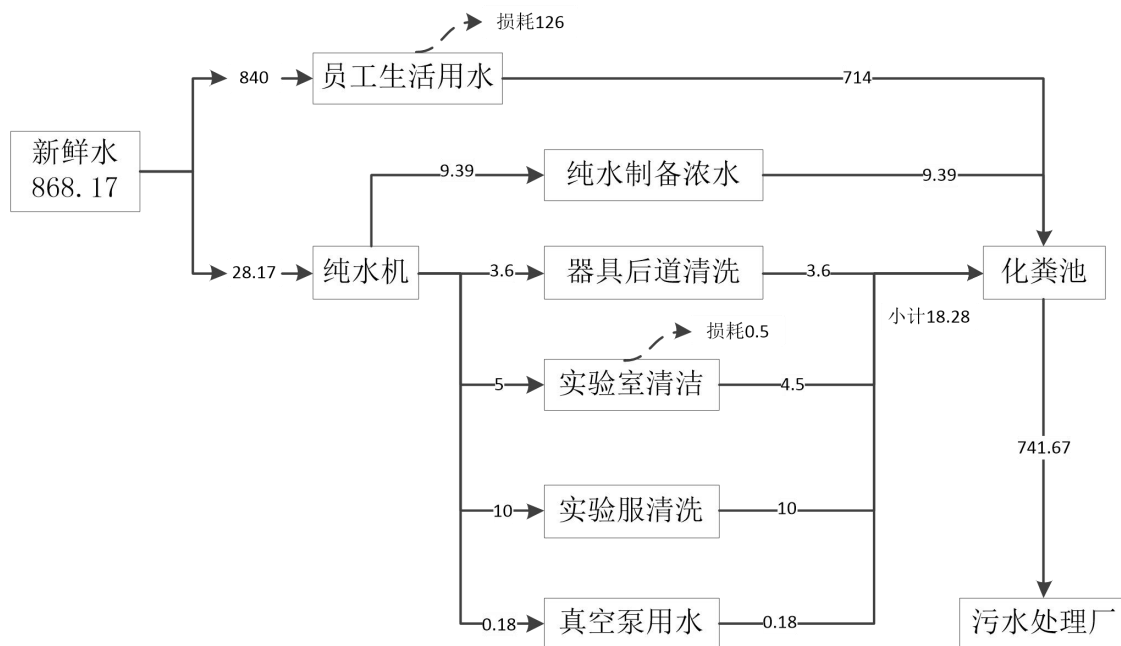 损耗126
840
员工生活用水
714
新鲜水
868.17
9.39
纯水制备浓水
9.39
28.17
纯水机
3.6
器具后道清洗
3.6
化粪池
小计18.28
损耗0.5
5
实验室清洁
4.5
741.67
10
实验服清洗
10
0.18
真空泵用水
0.18
污水处理厂